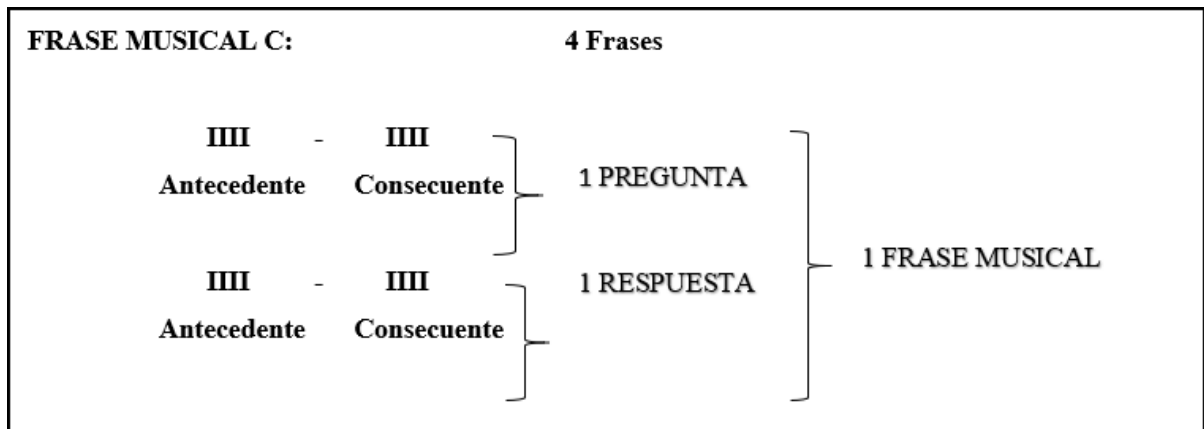 FRASE MUSICAL C: 4 Frases
IIII - IIII
Antecedente Consecuente
1 PREGUNTA
1 FRASE MUSICAL
IIII - IIII
1 RESPUESTA
Antecedente Consecuente